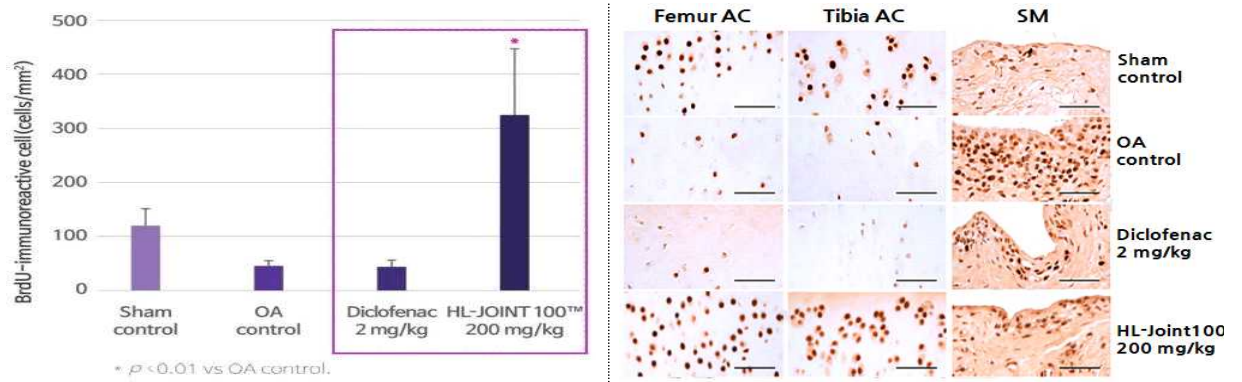 500
400
300
200
100
0
BrdU-immunoreactive cell (cells/mm²)
*
Sham
control
OA
control
Diclofenac
2 mg/kg
HL-JOINT 100™
200 mg/kg
* p<0.01 vs OA control.
Femur AC
Tibia AC
SM
Sham
control
OA
control
Diclofenac
2 mg/kg
HL-Joint100
200 mg/kg